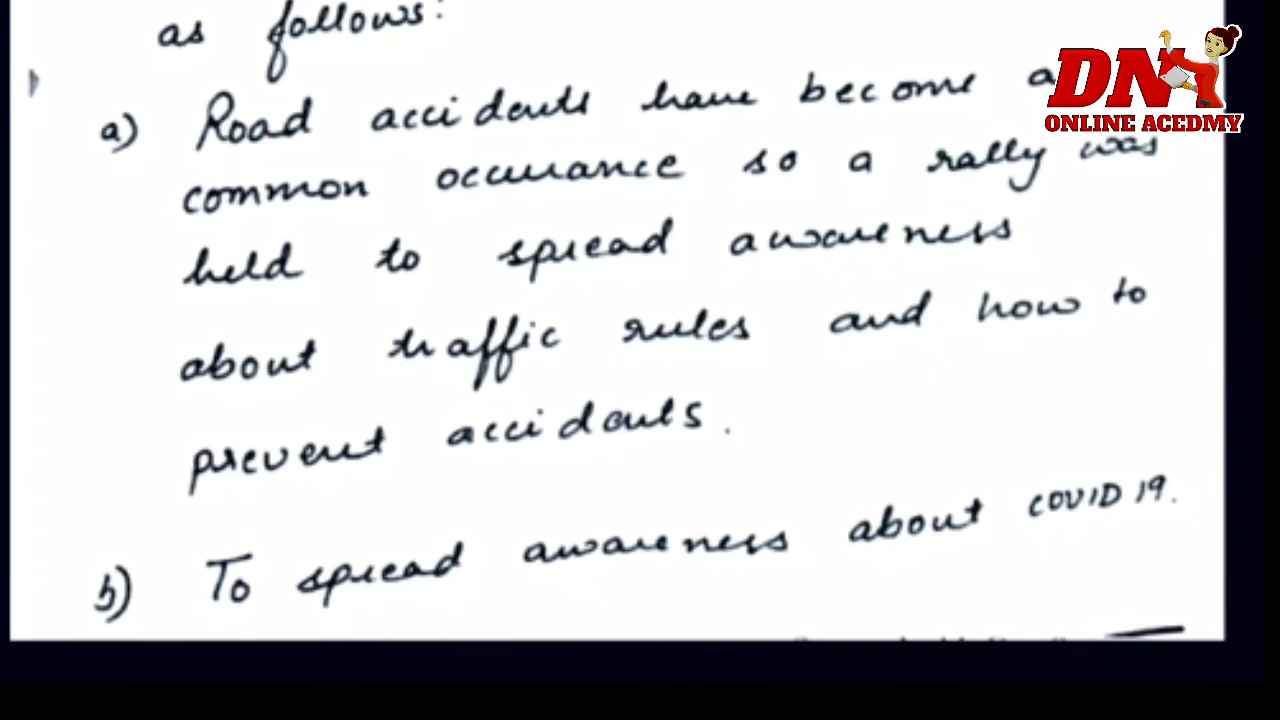 as follows:
a) Road accidents have become a
common occurance so a rally was
held to spread awareness
about traffic rules and how to
prevent accidents.
b) To spread awareness about COVID 19.
DN
ONLINE ACEDMY